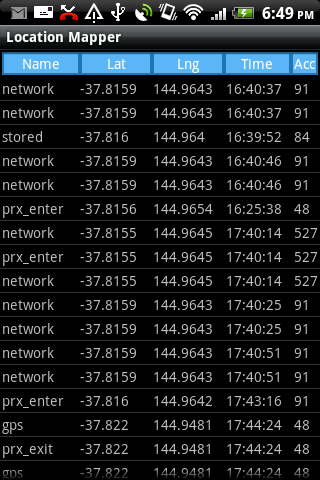 6:49 PM
Location Mapper
Name Lat Lng Time Acc
network -37.8159 144.9643 16:40:37 91
network -37.8159 144.9643 16:40:37 91
stored -37.816 144.964 16:39:52 84
network -37.8159 144.9643 16:40:46 91
network -37.8159 144.9643 16:40:46 91
prx_enter -37.8156 144.9654 16:25:38 48
network -37.8155 144.9645 17:40:14 527
prx_enter -37.8155 144.9645 17:40:14 527
network -37.8155 144.9645 17:40:14 527
network -37.8159 144.9643 17:40:25 91
network -37.8159 144.9643 17:40:25 91
network -37.8159 144.9643 17:40:51 91
network -37.8159 144.9643 17:40:51 91
prx_enter -37.816 144.9642 17:43:16 91
gps -37.822 144.9481 17:44:24 48
prx_exit -37.822 144.9481 17:44:24 48
gps -37.822 144.9481 17:44:24 48